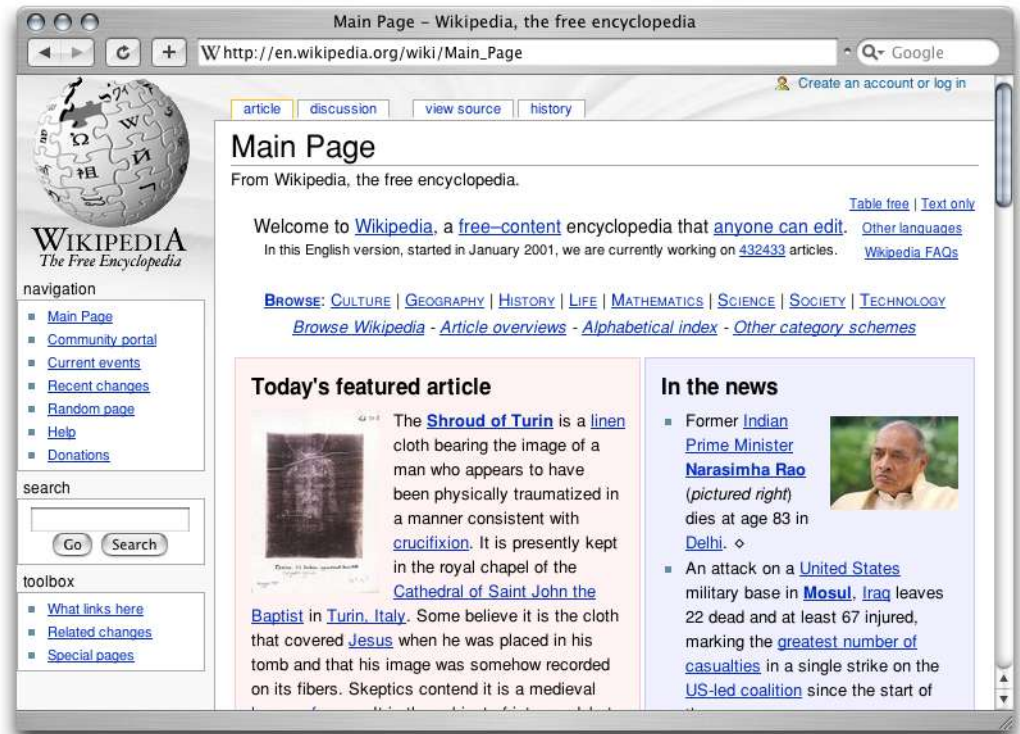 Main Page – Wikipedia, the free encyclopedia
W http://en.wikipedia.org/wiki/Main_Page
Google
Create an account or log in
article discussion view source history
WIKIPEDIA
The Free Encyclopedia
navigation
Main Page
Community portal
Current events
Recent changes
Random page
Help
Donations
search
Go Search
toolbox
What links here
Related changes
Special pages
Main Page
From Wikipedia, the free encyclopedia.
Table free | Text only
Welcome to Wikipedia, a free–content encyclopedia that anyone can edit.
Other languages
In this English version, started in January 2001, we are currently working on 432433 articles.
Wikipedia FAQs
BROWSE: CULTURE | GEOGRAPHY | HISTORY | LIFE | MATHEMATICS | SCIENCE | SOCIETY | TECHNOLOGY
Browse Wikipedia - Article overviews - Alphabetical index - Other category schemes
Today's featured article
The Shroud of Turin is a linen
cloth bearing the image of a
man who appears to have
been physically traumatized in
a manner consistent with
crucifixion. It is presently kept
in the royal chapel of the
Cathedral of Saint John the
Baptist in Turin, Italy. Some believe it is the cloth
that covered Jesus when he was placed in his
tomb and that his image was somehow recorded
on its fibers. Skeptics contend it is a medieval
In the news
Former Indian
Prime Minister
Narasimha Rao
(pictured right)
dies at age 83 in
Delhi. ◇
An attack on a United States
military base in Mosul, Iraq leaves
22 dead and at least 67 injured,
marking the greatest number of
casualties in a single strike on the
US-led coalition since the start of